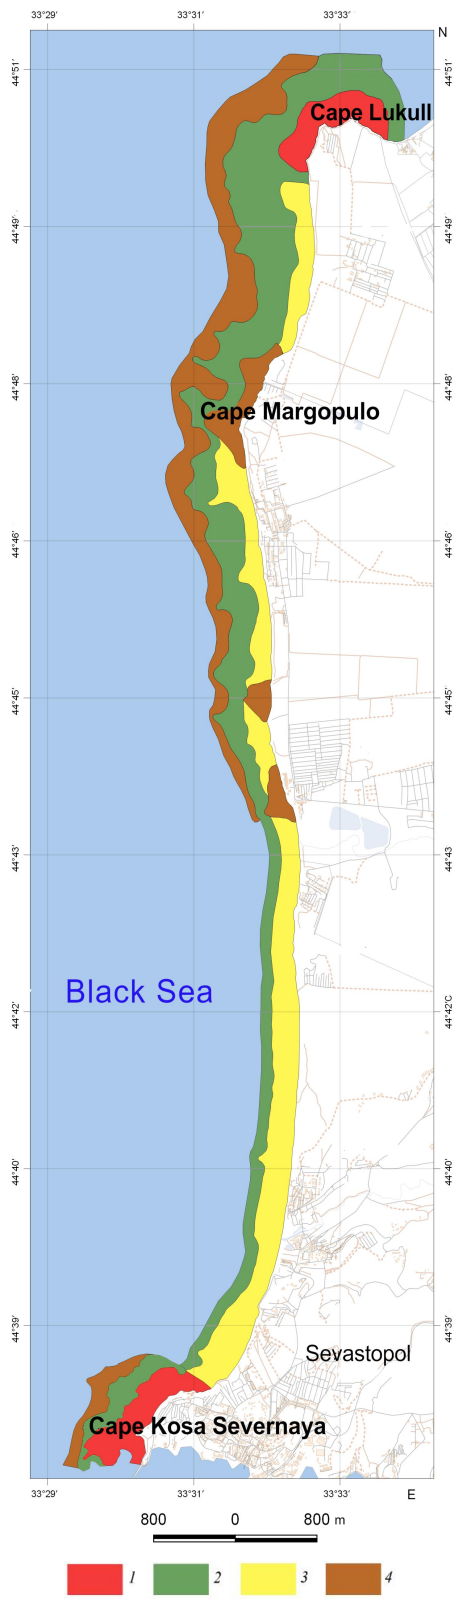 33°29′ 33°31′ 33°33′
N
44°51′ 44°51′
Cape Lukull
44°49′ 44°49′
44°48′ 44°48′
Cape Margopulo
44°46′ 44°46′
44°45′ 44°45′
44°43′ 44°43
Black Sea
44°42′ 44°42′C
44°40′ 44°40′
44°39′ 44°39′
Sevastopol
Cape Kosa Severnaya
33°29′ 33°31′ 33°33′ E
800 0 800 m
1 2 3 4